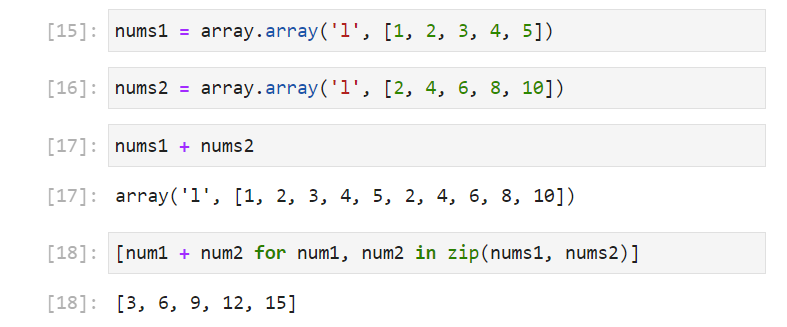 [15]: nums1 = array.array('l', [1, 2, 3, 4, 5])
[16]: nums2 = array.array('l', [2, 4, 6, 8, 10])
[17]: nums1 + nums2
[17]: array('l', [1, 2, 3, 4, 5, 2, 4, 6, 8, 10])
[18]: [num1 + num2 for num1, num2 in zip(nums1, nums2)]
[18]: [3, 6, 9, 12, 15]